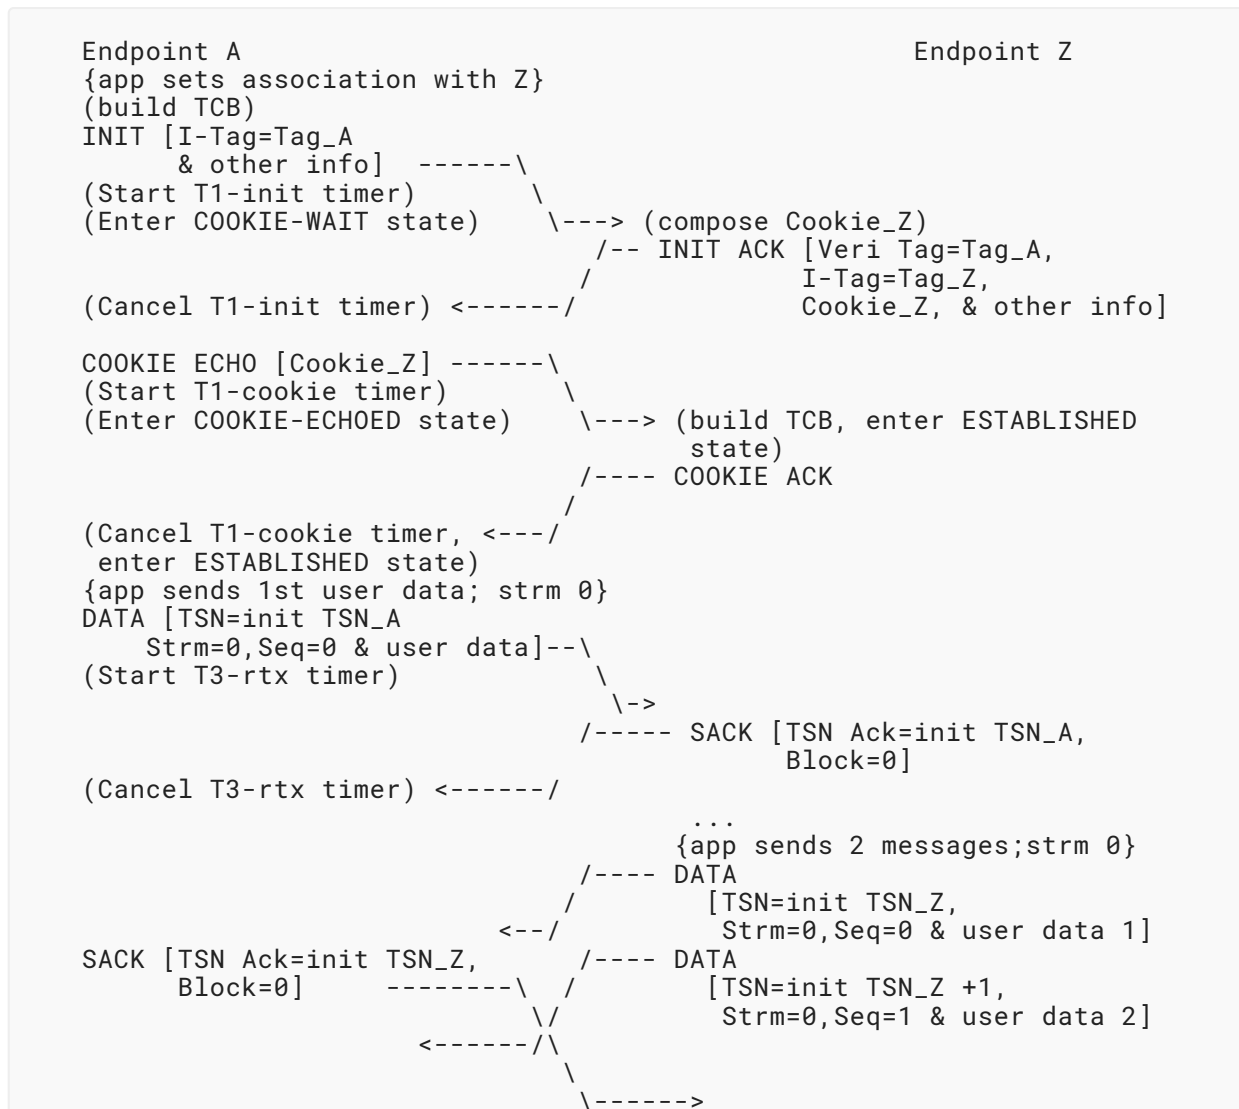 Endpoint A                                          Endpoint Z
{app sets association with Z}
(build TCB)
INIT [I-Tag=Tag_A
      & other info]  ------\
(Start T1-init timer)       \
(Enter COOKIE-WAIT state)    \---> (compose Cookie_Z)
                                /-- INIT ACK [Veri Tag=Tag_A,
                               /             I-Tag=Tag_Z,
(Cancel T1-init timer) <------/              Cookie_Z, & other info]

COOKIE ECHO [Cookie_Z] ------\
(Start T1-cookie timer)       \
(Enter COOKIE-ECHOED state)    \---> (build TCB, enter ESTABLISHED
                                      state)
                               /---- COOKIE ACK
                              /
(Cancel T1-cookie timer, <---/
 enter ESTABLISHED state)
{app sends 1st user data; strm 0}
DATA [TSN=init TSN_A
    Strm=0,Seq=0 & user data]--\
(Start T3-rtx timer)            \
                                 \->
                               /----- SACK [TSN Ack=init TSN_A,
                                            Block=0]
(Cancel T3-rtx timer) <------/
                                      ...
                                     {app sends 2 messages;strm 0}
                               /---- DATA
                              /        [TSN=init TSN_Z,
                          <--/          Strm=0,Seq=0 & user data 1]
SACK [TSN Ack=init TSN_Z,      /---- DATA
      Block=0]     --------\  /        [TSN=init TSN_Z +1,
                            \/          Strm=0,Seq=1 & user data 2]
                     <------/\
                              \
                               \------>